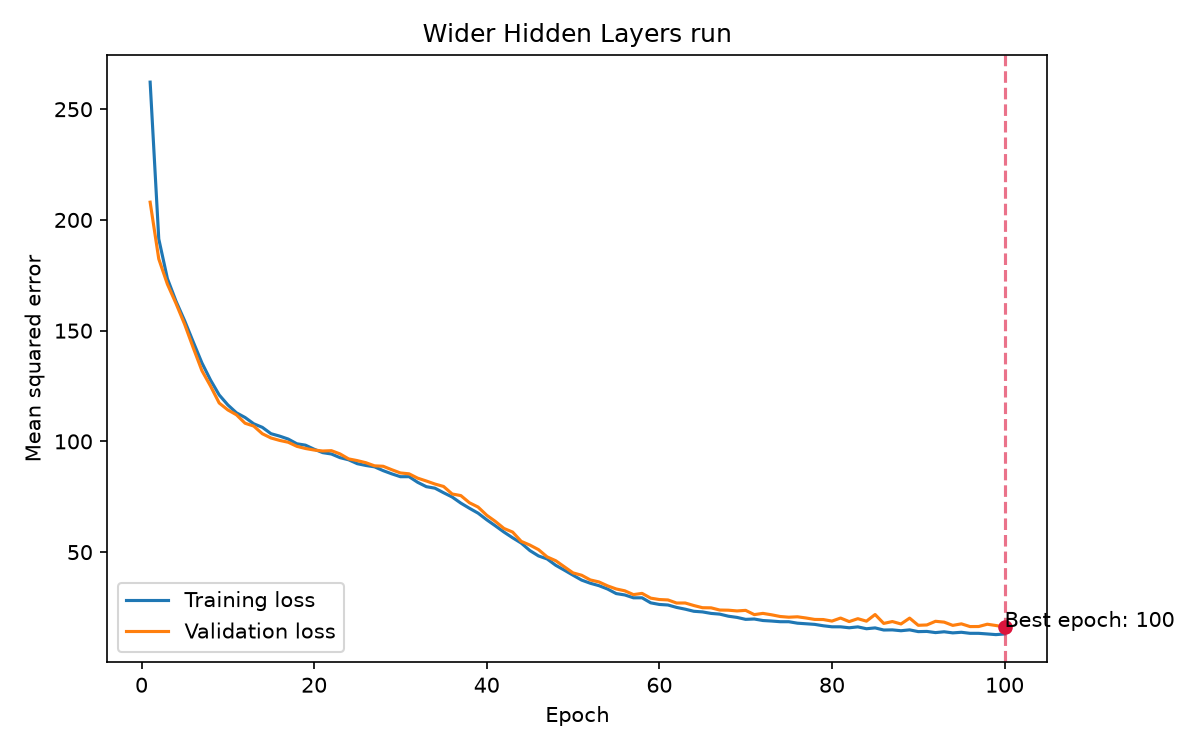 Wider Hidden Layers run
Mean squared error
250
200
150
100
50
Training loss
Validation loss
Best epoch: 100
0
20
40
60
80
100
Epoch